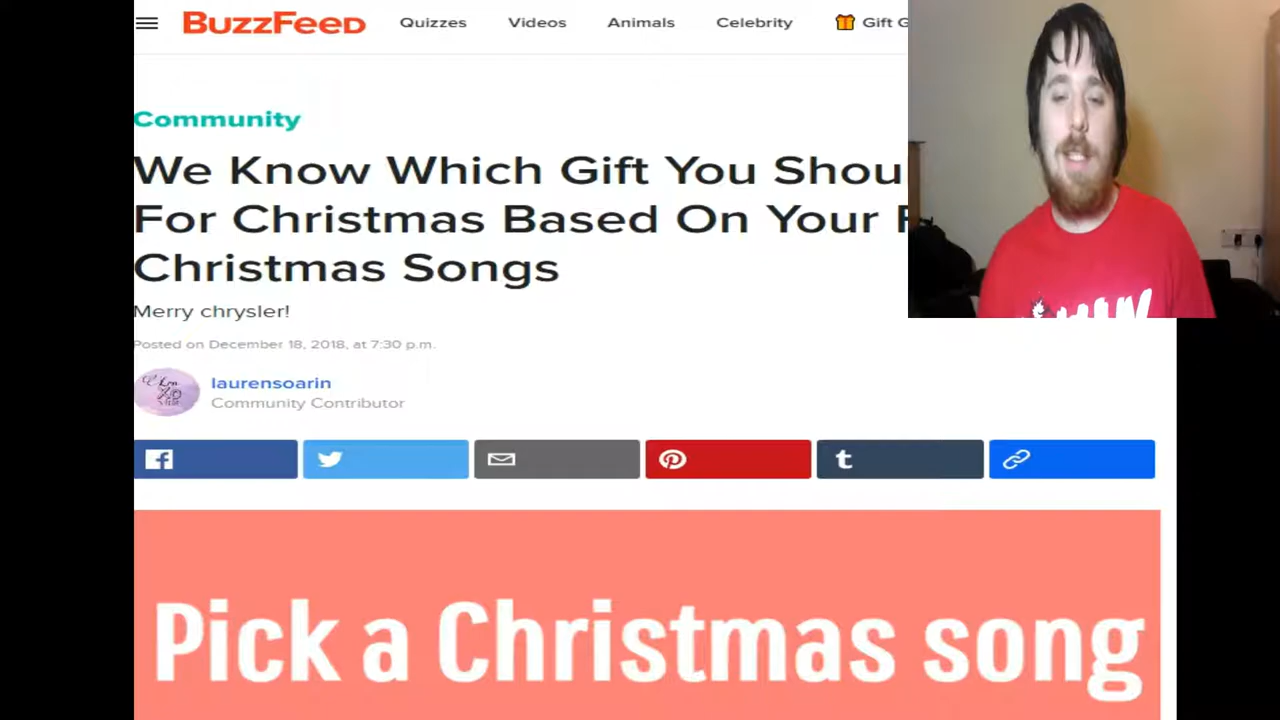 BuzzFeed Quizzes Videos Animals Celebrity Gift G
Community
We Know Which Gift You Shou
For Christmas Based On Your F
Christmas Songs
Merry chrysler!
Posted on December 18, 2018, at 7:30 p.m.
laurensoarin
Community Contributor
Pick a Christmas song